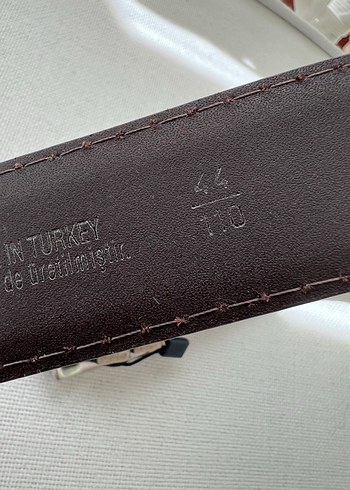 IN TURKEY
de üretilmiştir.
44
110